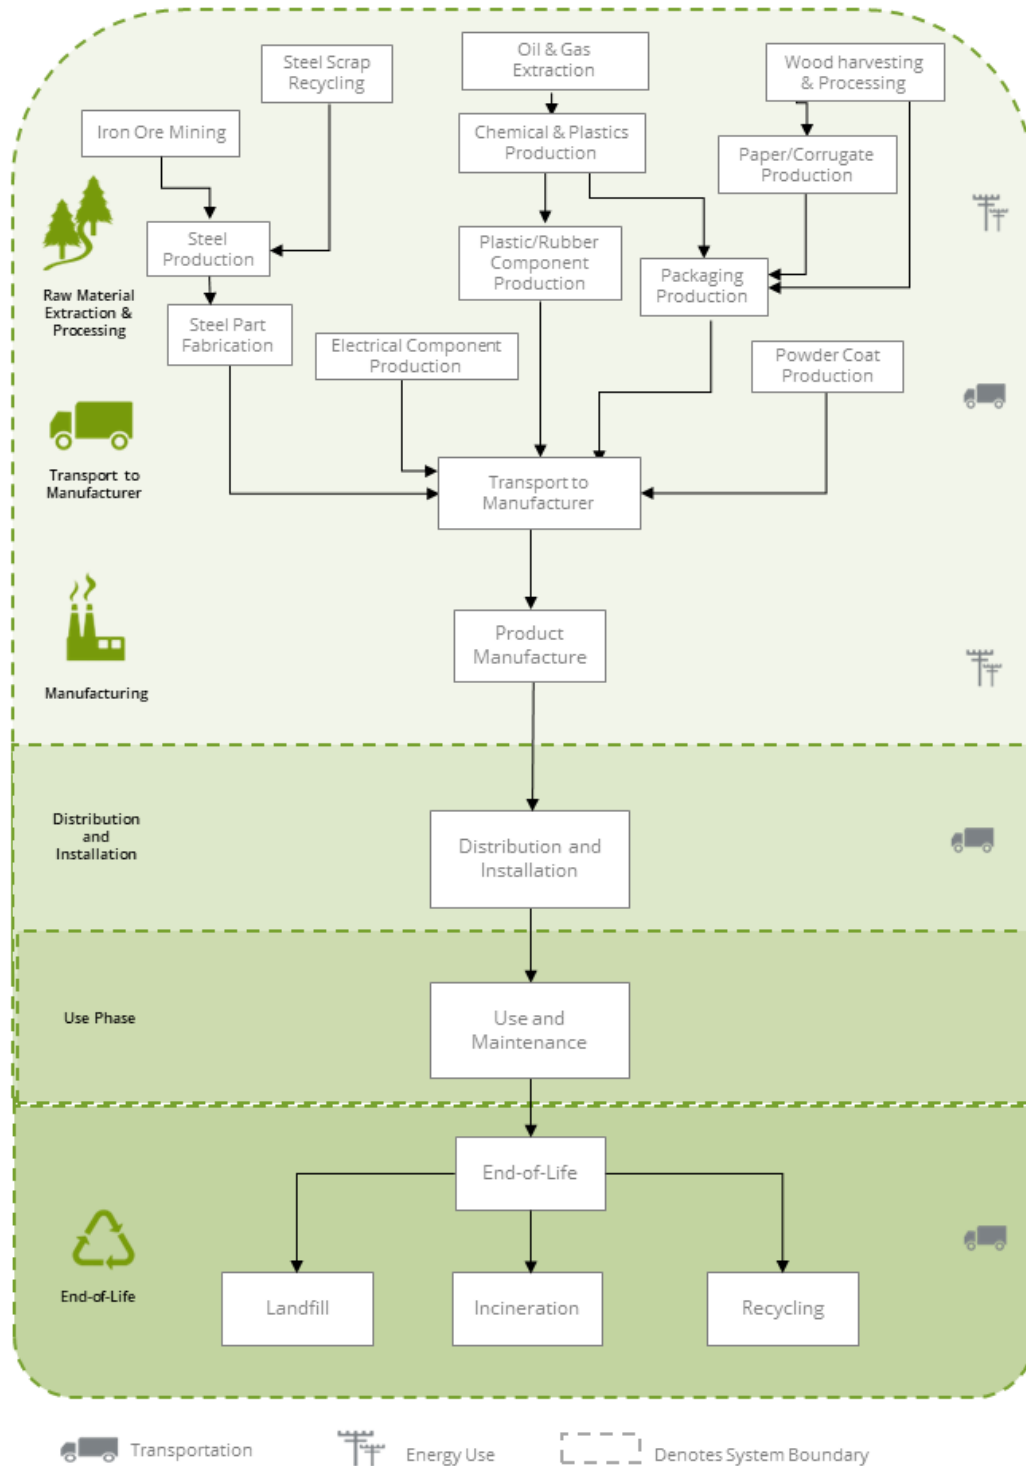 Steel Scrap
Recycling
Oil & Gas
Extraction
Wood harvesting
& Processing
Iron Ore Mining
Chemical & Plastics
Production
Paper/Corrugate
Production
Steel
Production
Plastic/Rubber
Component
Production
Packaging
Production
Raw Material
Extraction &
Processing
Steel Part
Fabrication
Electrical Component
Production
Powder Coat
Production
Transport to
Manufacturer
Transport to
Manufacturer
Product
Manufacture
Manufacturing
Distribution
and
Installation
Distribution and
Installation
Use Phase
Use and
Maintenance
End-of-Life
End-of-Life
Landfill
Incineration
Recycling
Transportation
Energy Use
Denotes System Boundary